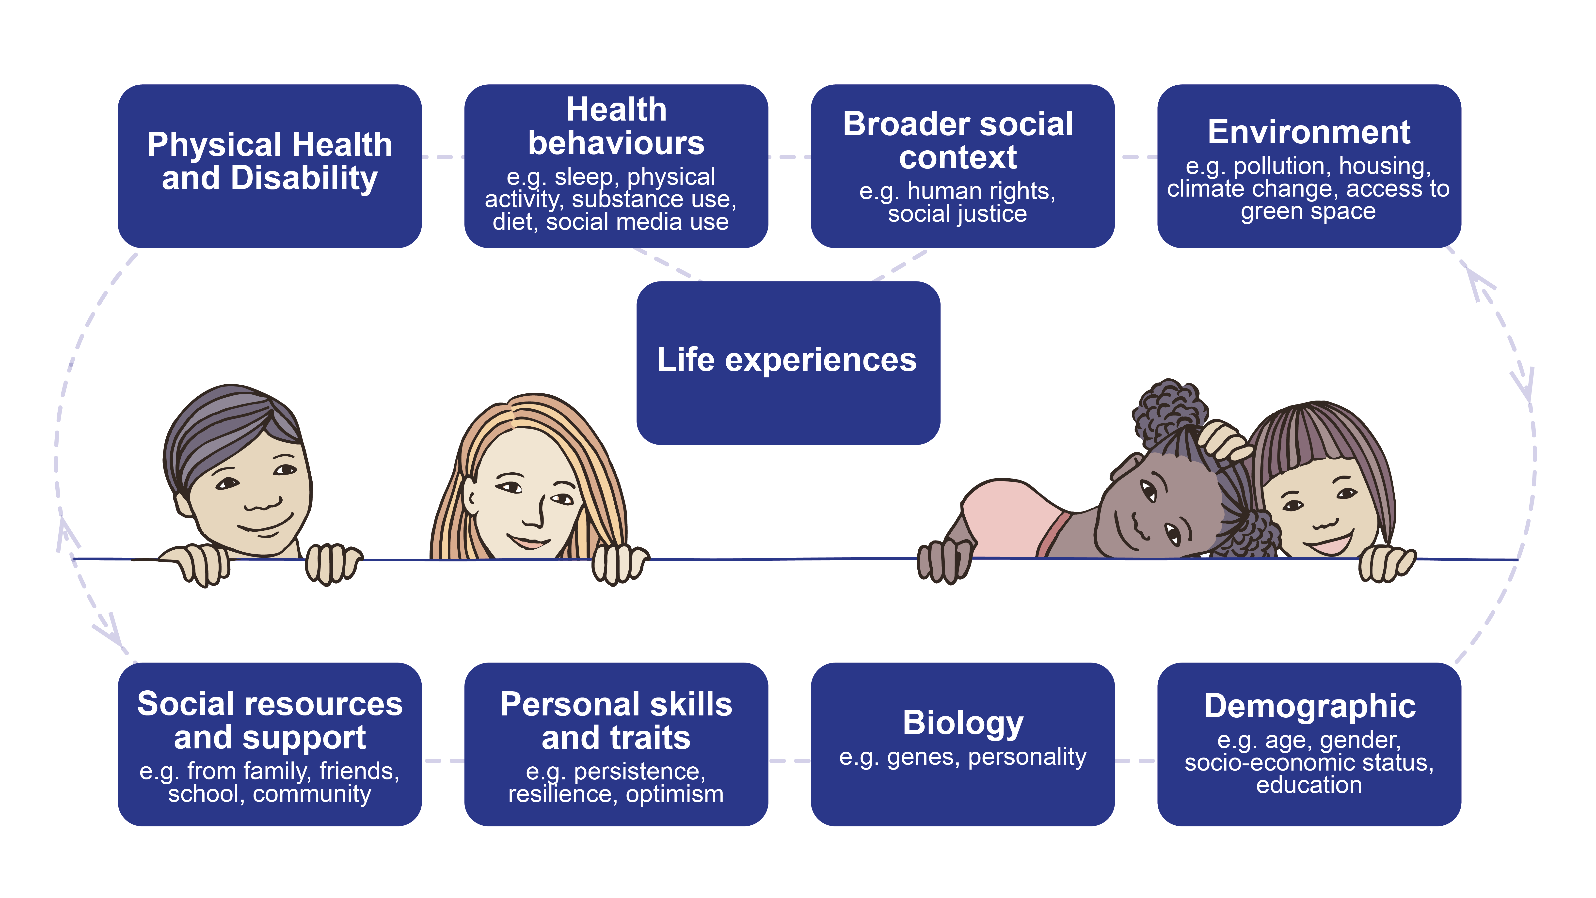 Physical Health
and Disability
Health
behaviours
e.g. sleep, physical
activity, substance use,
diet, social media use
Broader social
context
e.g. human rights,
social justice
Environment
e.g. pollution, housing,
climate change, access to
green space
Life experiences
Social resources
and support
e.g. from family, friends,
school, community
Personal skills
and traits
e.g. persistence,
resilience, optimism
Biology
e.g. genes, personality
Demographic
e.g. age, gender,
socio-economic status,
education